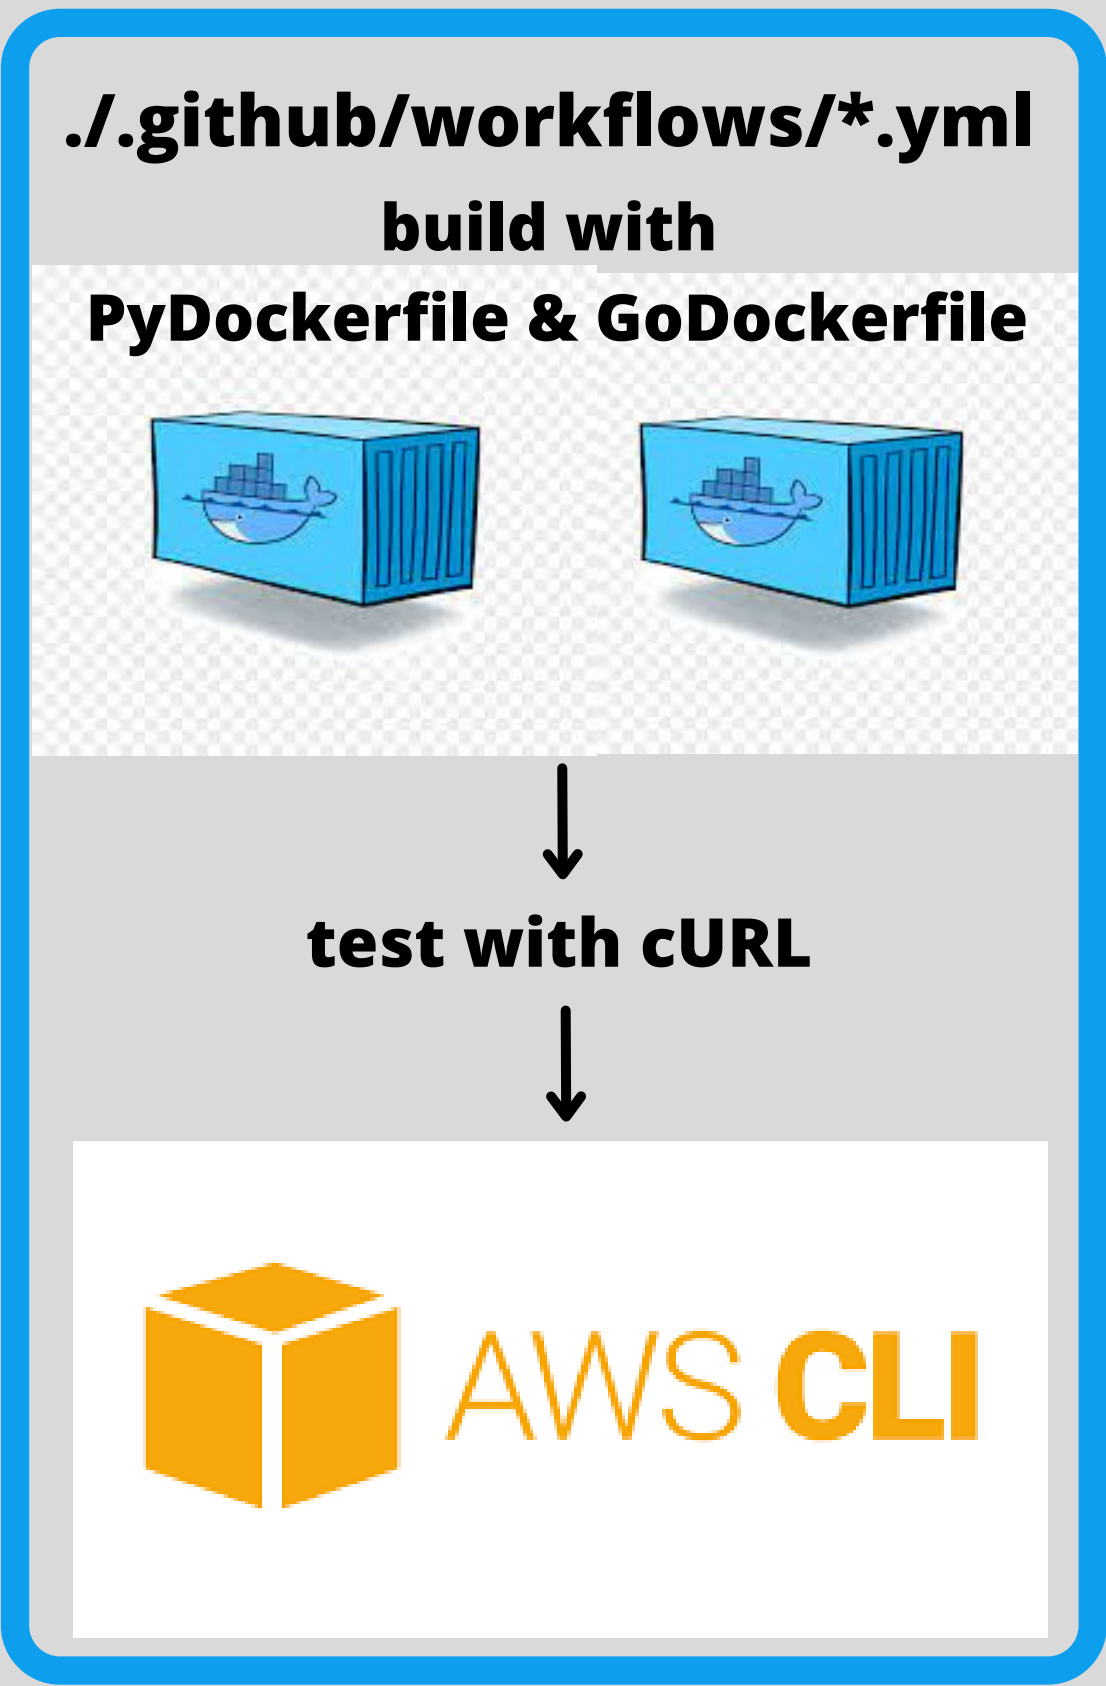 ./.github/workflows/*.yml
build with
PyDockerfile & GoDockerfile
test with cURL
AWS CLI